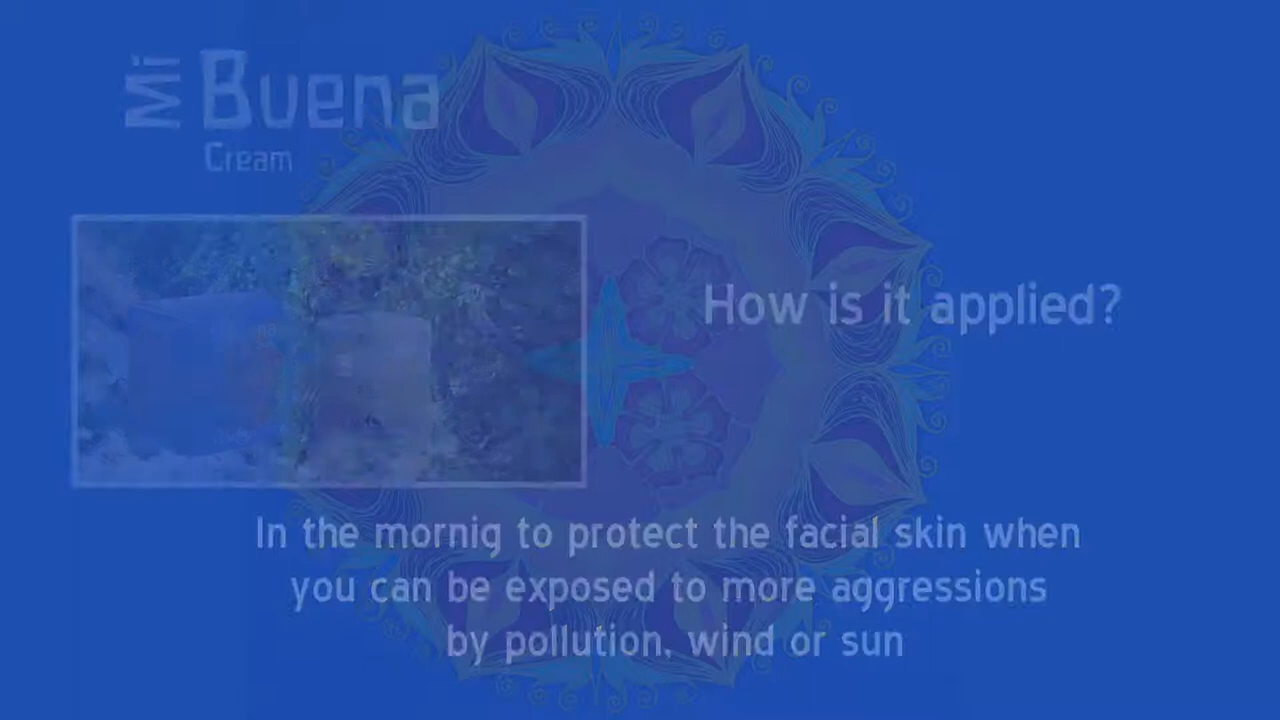 Mi Buena
Cream
How is it applied?
In the mornig to protect the facial skin when
you can be exposed to more aggressions
by pollution, wind or sun